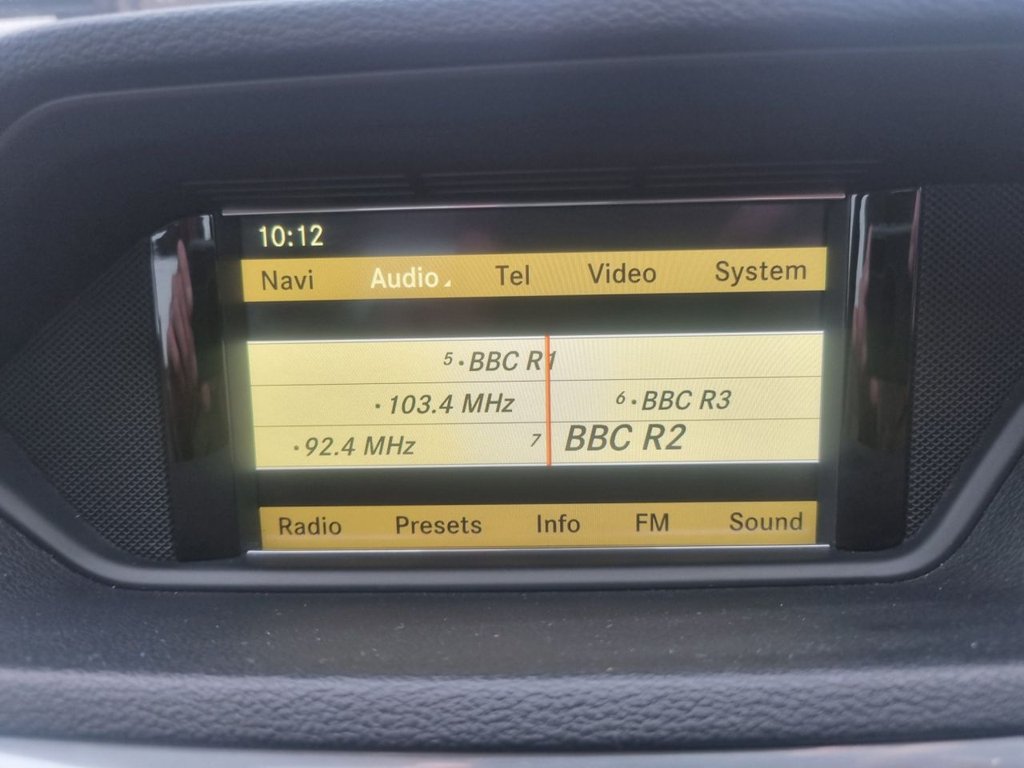 10:12
Navi Audio Tel Video System
5 · BBC R1
· 103.4 MHz 6 · BBC R3
· 92.4 MHz 7 BBC R2
Radio Presets Info FM Sound